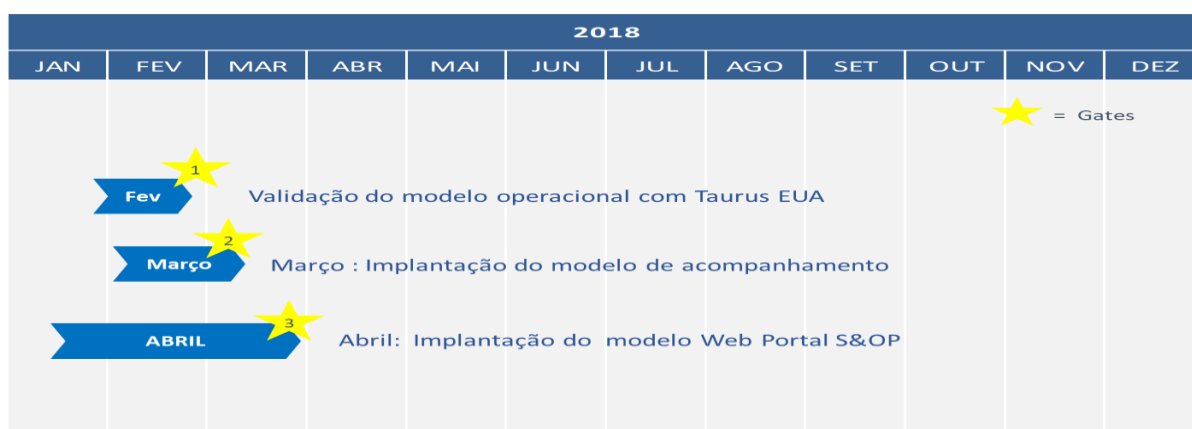 2018
JAN FEV MAR ABR MAI JUN JUL AGO SET OUT NOV DEZ
= Gates
1
Fev Validação do modelo operacional com Taurus EUA
2
Março Março : Implantação do modelo de acompanhamento
3
ABRIL Abril: Implantação do modelo Web Portal S&OP